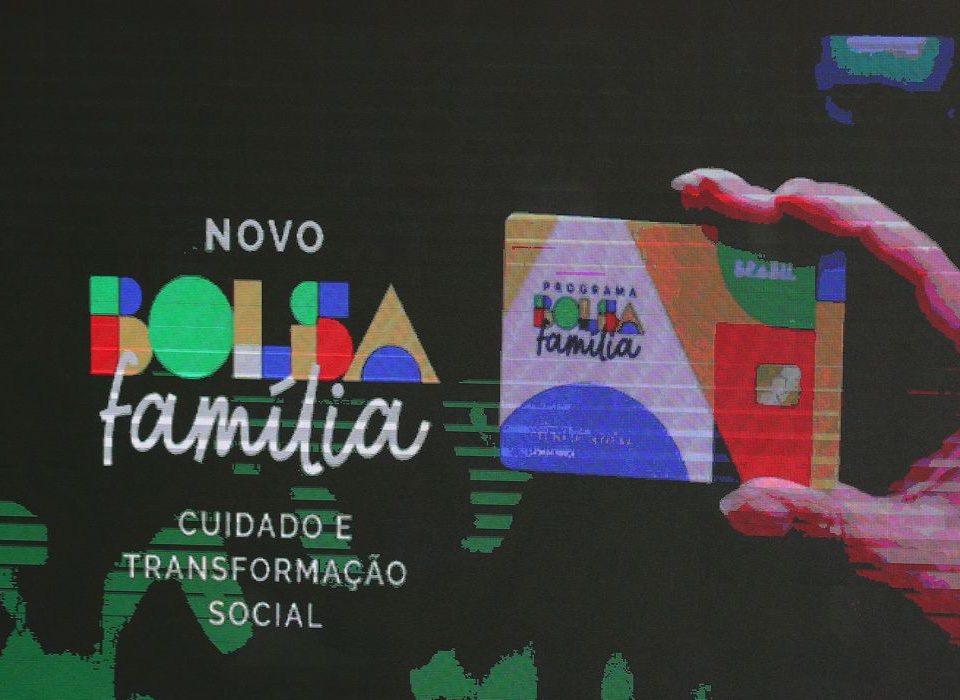 NOVO
BOLSA
família
CUIDADO E
TRANSFORMAÇÃO
SOCIAL
PROGRAMA
BOLSA
família
BRASIL